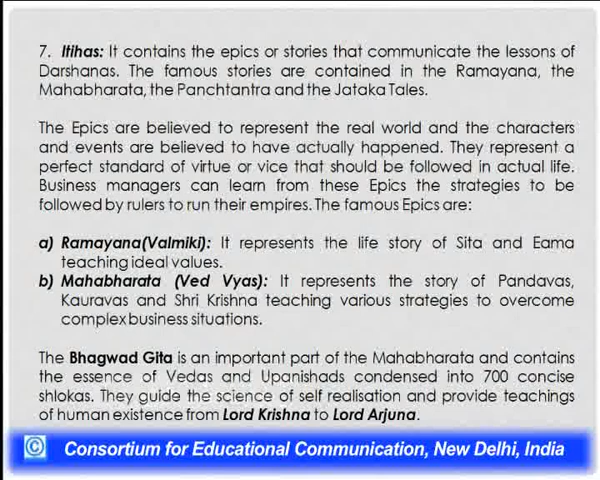 7. Itihas: It contains the epics or stories that communicate the lessons of
Darshanas. The famous stories are contained in the Ramayana, the
Mahabharata, the Panchtantra and the Jataka Tales.
The Epics are believed to represent the real world and the characters
and events are believed to have actually happened. They represent a
perfect standard of virtue or vice that should be followed in actual life.
Business managers can learn from these Epics the strategies to be
followed by rulers to run their empires. The famous Epics are:
a) Ramayana(Valmiki): It represents the life story of Sita and Eama
teaching ideal values.
b) Mahabharata (Ved Vyas): It represents the story of Pandavas,
Kauravas and Shri Krishna teaching various strategies to overcome
complex business situations.
The Bhagwad Gita is an important part of the Mahabharata and contains
the essence of Vedas and Upanishads condensed into 700 concise
shlokas. They guide the science of self realisation and provide teachings
of human existence from Lord Krishna to Lord Arjuna.
© Consortium for Educational Communication, New Delhi, India